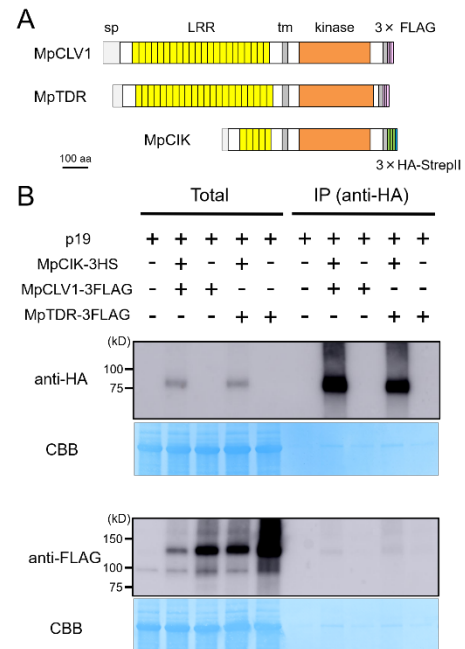 A
sp LRR tm kinase 3×FLAG
MpCLV1
MpTDR
MpCIK
100 aa
3×HA-StrepII
B
Total IP (anti-HA)
p19 + + + + + + + + + +
MpCIK-3HS - + - + - - + - + -
MpCLV1-3FLAG - + + - - - + + - -
MpTDR-3FLAG - - - + + - - - + +
(kD)
100
anti-HA
75
CBB
(kD)
150
anti-FLAG
100
75
CBB